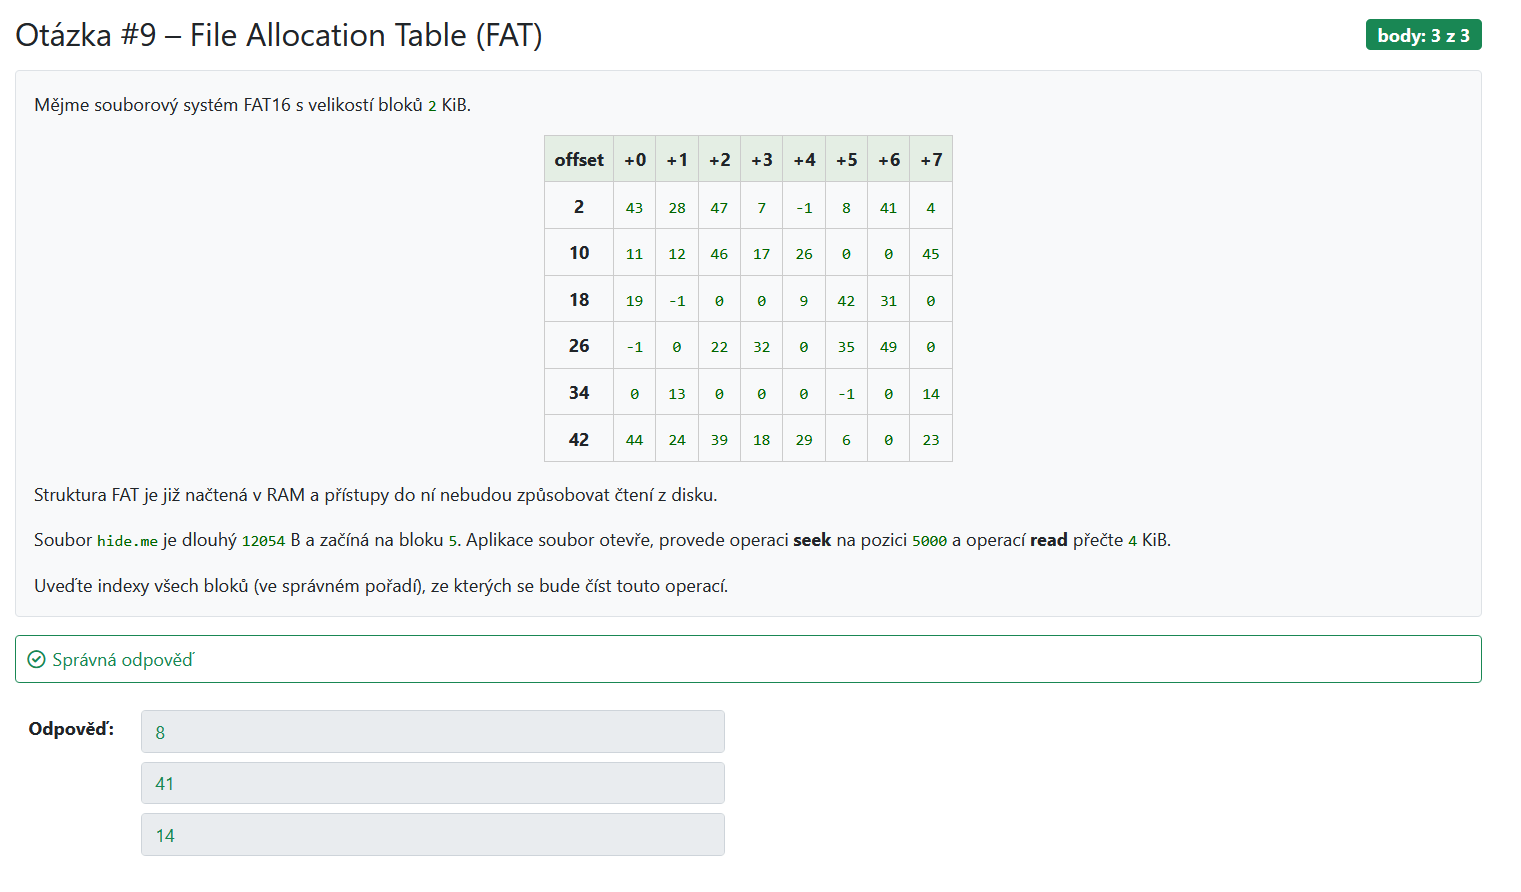 Otázka #9 – File Allocation Table (FAT)
body: 3 z 3
Mějme souborový systém FAT16 s velikostí bloků 2 KiB.
offset +0 +1 +2 +3 +4 +5 +6 +7
2 43 28 47 7 -1 8 41 4
10 11 12 46 17 26 0 0 45
18 19 -1 0 0 9 42 31 0
26 -1 0 22 32 0 35 49 0
34 0 13 0 0 0 -1 0 14
42 44 24 39 18 29 6 0 23
Struktura FAT je již načtená v RAM a přístupy do ní nebudou způsobovat čtení z disku.
Soubor hide.me je dlouhý 12054 B a začíná na bloku 5. Aplikace soubor otevře, provede operaci seek na pozici 5000 a operací read přečte 4 KiB.
Uveďte indexy všech bloků (ve správném pořadí), ze kterých se bude číst touto operací.
Správná odpověď
Odpověď:
8
41
14